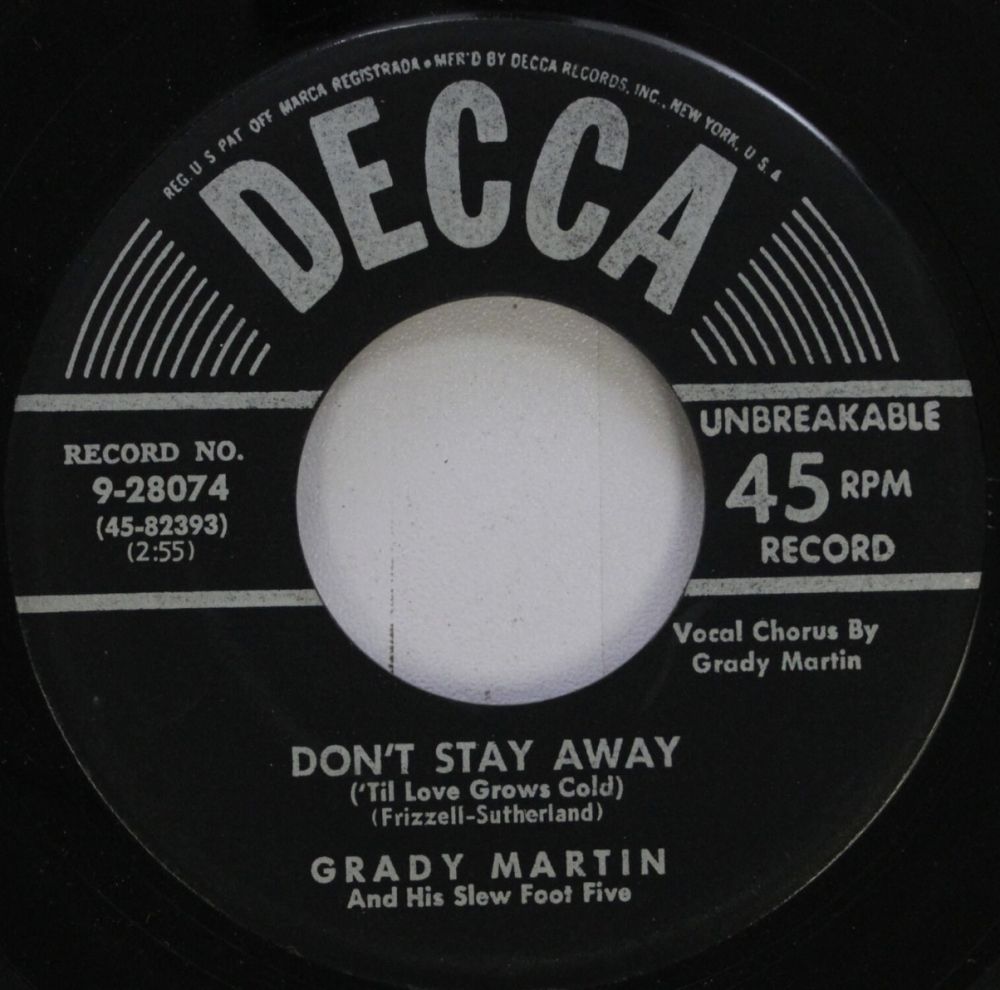 REG. U S PAT OFF MARCA REGISTRADA • MFR'D BY DECCA RECORDS, INC., NEW YORK, U. S. A
DECCA
RECORD NO.
9-28074
(45-82393)
(2:55)
UNBREAKABLE
45 RPM
RECORD
Vocal Chorus By
Grady Martin
DON'T STAY AWAY
('Til Love Grows Cold)
(Frizzell-Sutherland)
GRADY MARTIN
And His Slew Foot Five